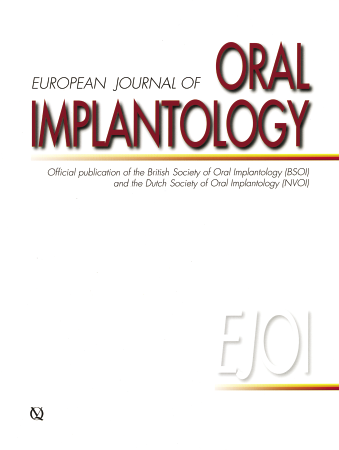 EUROPEAN JOURNAL OF ORAL
IMPLANTOLOGY
Official publication of the British Society of Oral Implantology (BSOI)
and the Dutch Society of Oral Implantology (NVOI)
EJOI